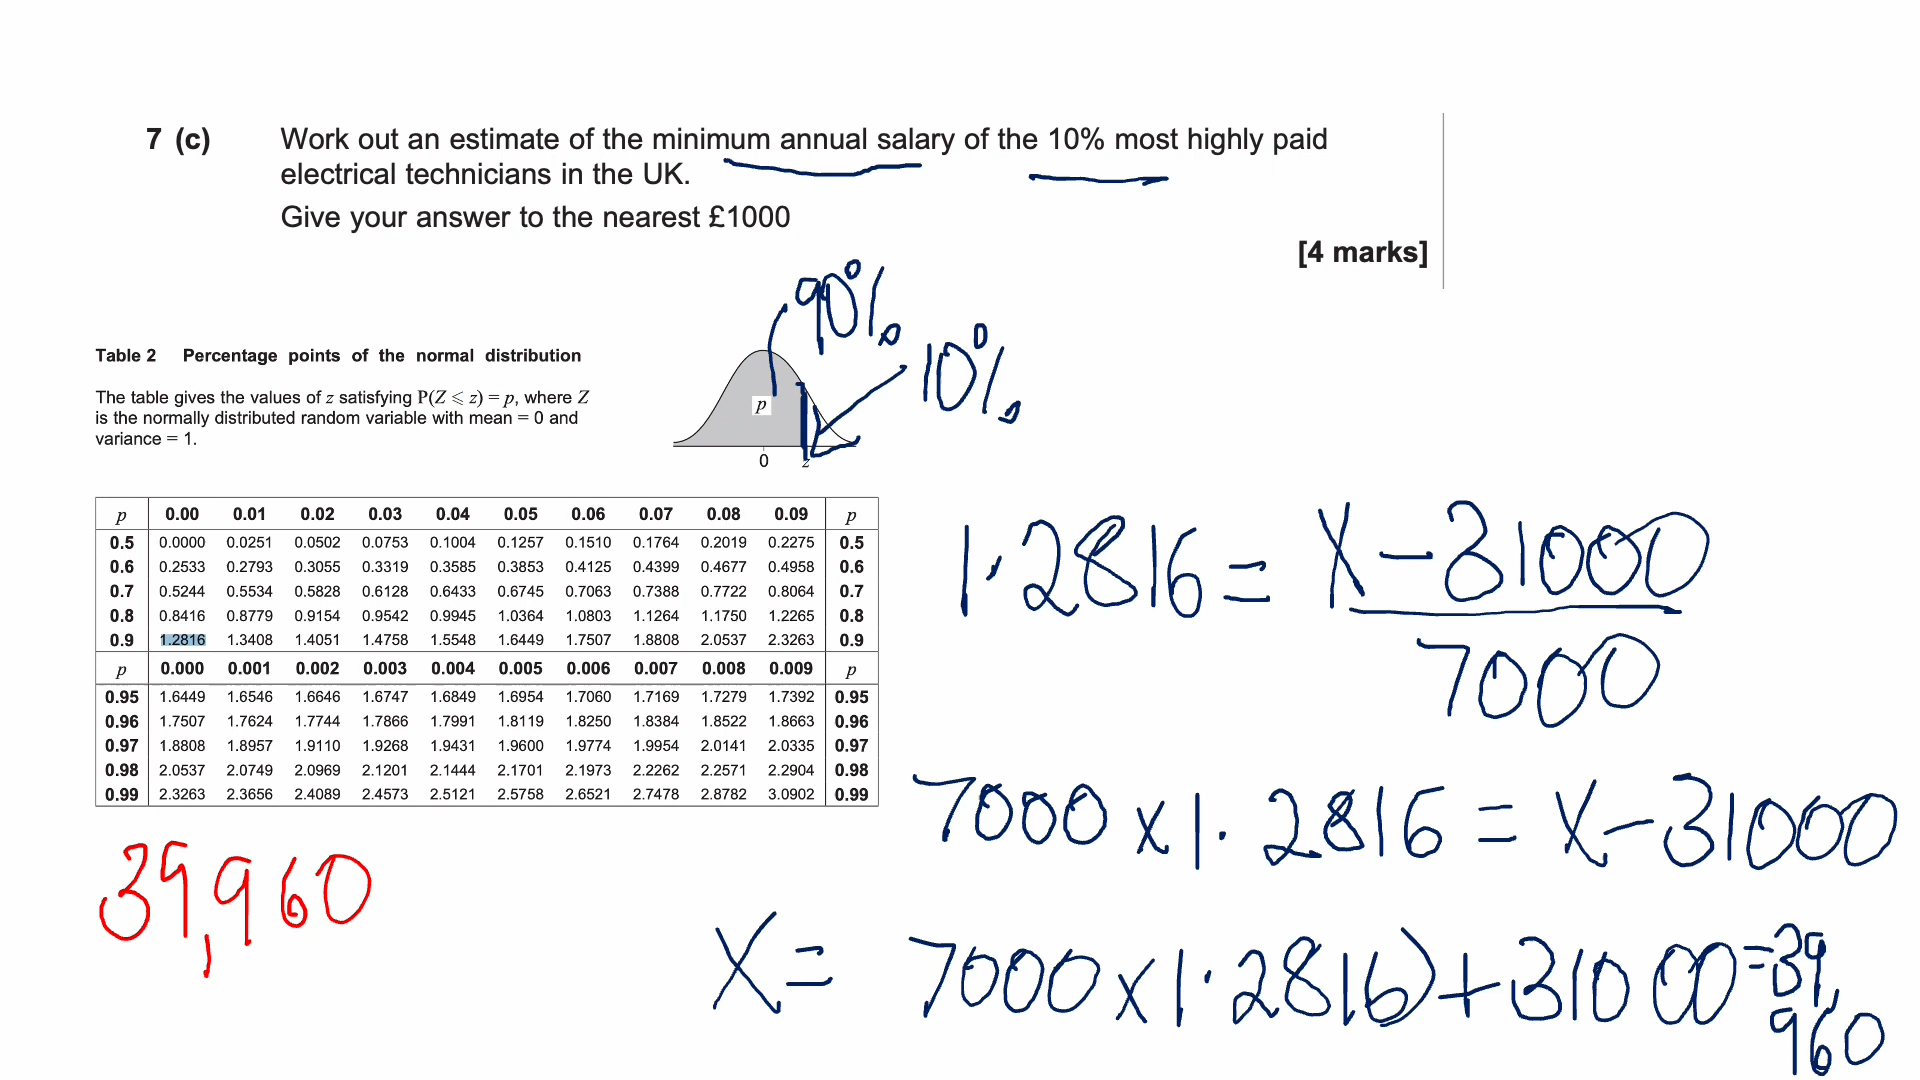 7 (c) Work out an estimate of the minimum annual salary of the 10% most highly paid
electrical technicians in the UK.
Give your answer to the nearest £1000
[4 marks]
90%
10%
Table 2 Percentage points of the normal distribution
The table gives the values of z satisfying P(Z ⩽ z) = p, where Z
is the normally distributed random variable with mean = 0 and
variance = 1.
p
0 z
p 0.00 0.01 0.02 0.03 0.04 0.05 0.06 0.07 0.08 0.09 p
0.5 0.0000 0.0251 0.0502 0.0753 0.1004 0.1257 0.1510 0.1764 0.2019 0.2275 0.5
0.6 0.2533 0.2793 0.3055 0.3319 0.3585 0.3853 0.4125 0.4399 0.4677 0.4958 0.6
0.7 0.5244 0.5534 0.5828 0.6128 0.6433 0.6745 0.7063 0.7388 0.7722 0.8064 0.7
0.8 0.8416 0.8779 0.9154 0.9542 0.9945 1.0364 1.0803 1.1264 1.1750 1.2265 0.8
0.9 1.2816 1.3408 1.4051 1.4758 1.5548 1.6449 1.7507 1.8808 2.0537 2.3263 0.9
p 0.000 0.001 0.002 0.003 0.004 0.005 0.006 0.007 0.008 0.009 p
0.95 1.6449 1.6546 1.6646 1.6747 1.6849 1.6954 1.7060 1.7169 1.7279 1.7392 0.95
0.96 1.7507 1.7624 1.7744 1.7866 1.7991 1.8119 1.8250 1.8384 1.8522 1.8663 0.96
0.97 1.8808 1.8957 1.9110 1.9268 1.9431 1.9600 1.9774 1.9954 2.0141 2.0335 0.97
0.98 2.0537 2.0749 2.0969 2.1201 2.1444 2.1701 2.1973 2.2262 2.2571 2.2904 0.98
0.99 2.3263 2.3656 2.4089 2.4573 2.5121 2.5758 2.6521 2.7478 2.8782 3.0902 0.99
1.2816 = x - 31000
7000
7000 x 1.2816 = x - 31000
39,960
x = 7000 x 1.2816) + 31000 = 39,
960